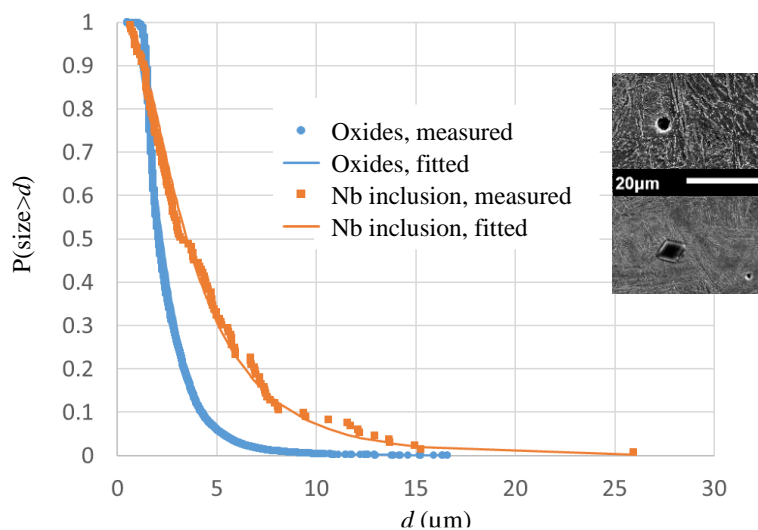 1
0.9
0.8
0.7
0.6
0.5
0.4
0.3
0.2
0.1
0
P(size>d)
Oxides, measured
Oxides, fitted
Nb inclusion, measured
Nb inclusion, fitted
20µm
0 5 10 15 20 25 30
d (µm)